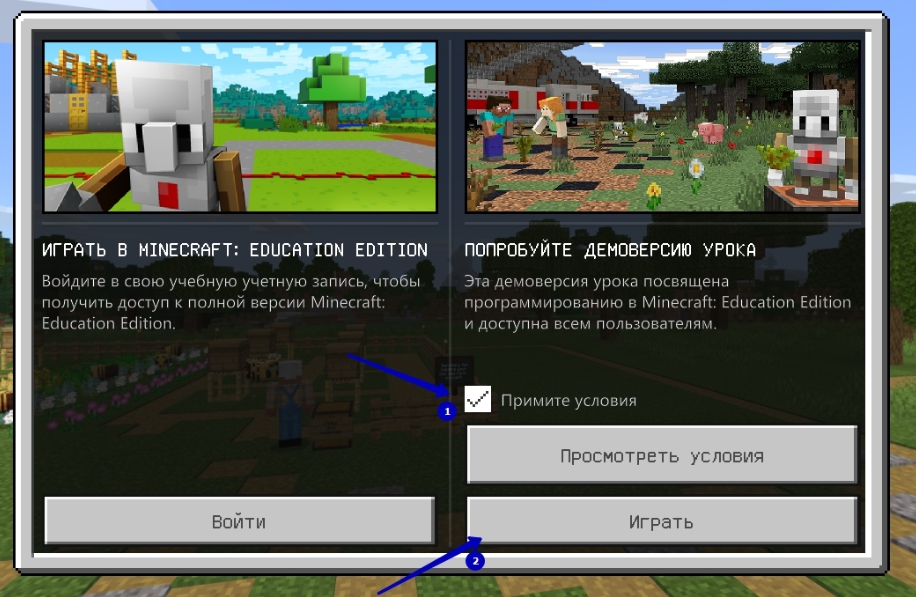 ИГРАТЬ В MINECRAFT: EDUCATION EDITION
Войдите в свою учебную учетную запись, чтобы
получить доступ к полной версии Minecraft:
Education Edition.
Войти
ПОПРОБУЙТЕ ДЕМОВЕРСИЮ УРОКА
Эта демоверсия урока посвящена
программированию в Minecraft: Education Edition
и доступна всем пользователям.
1
Примите условия
Просмотреть условия
Играть
2